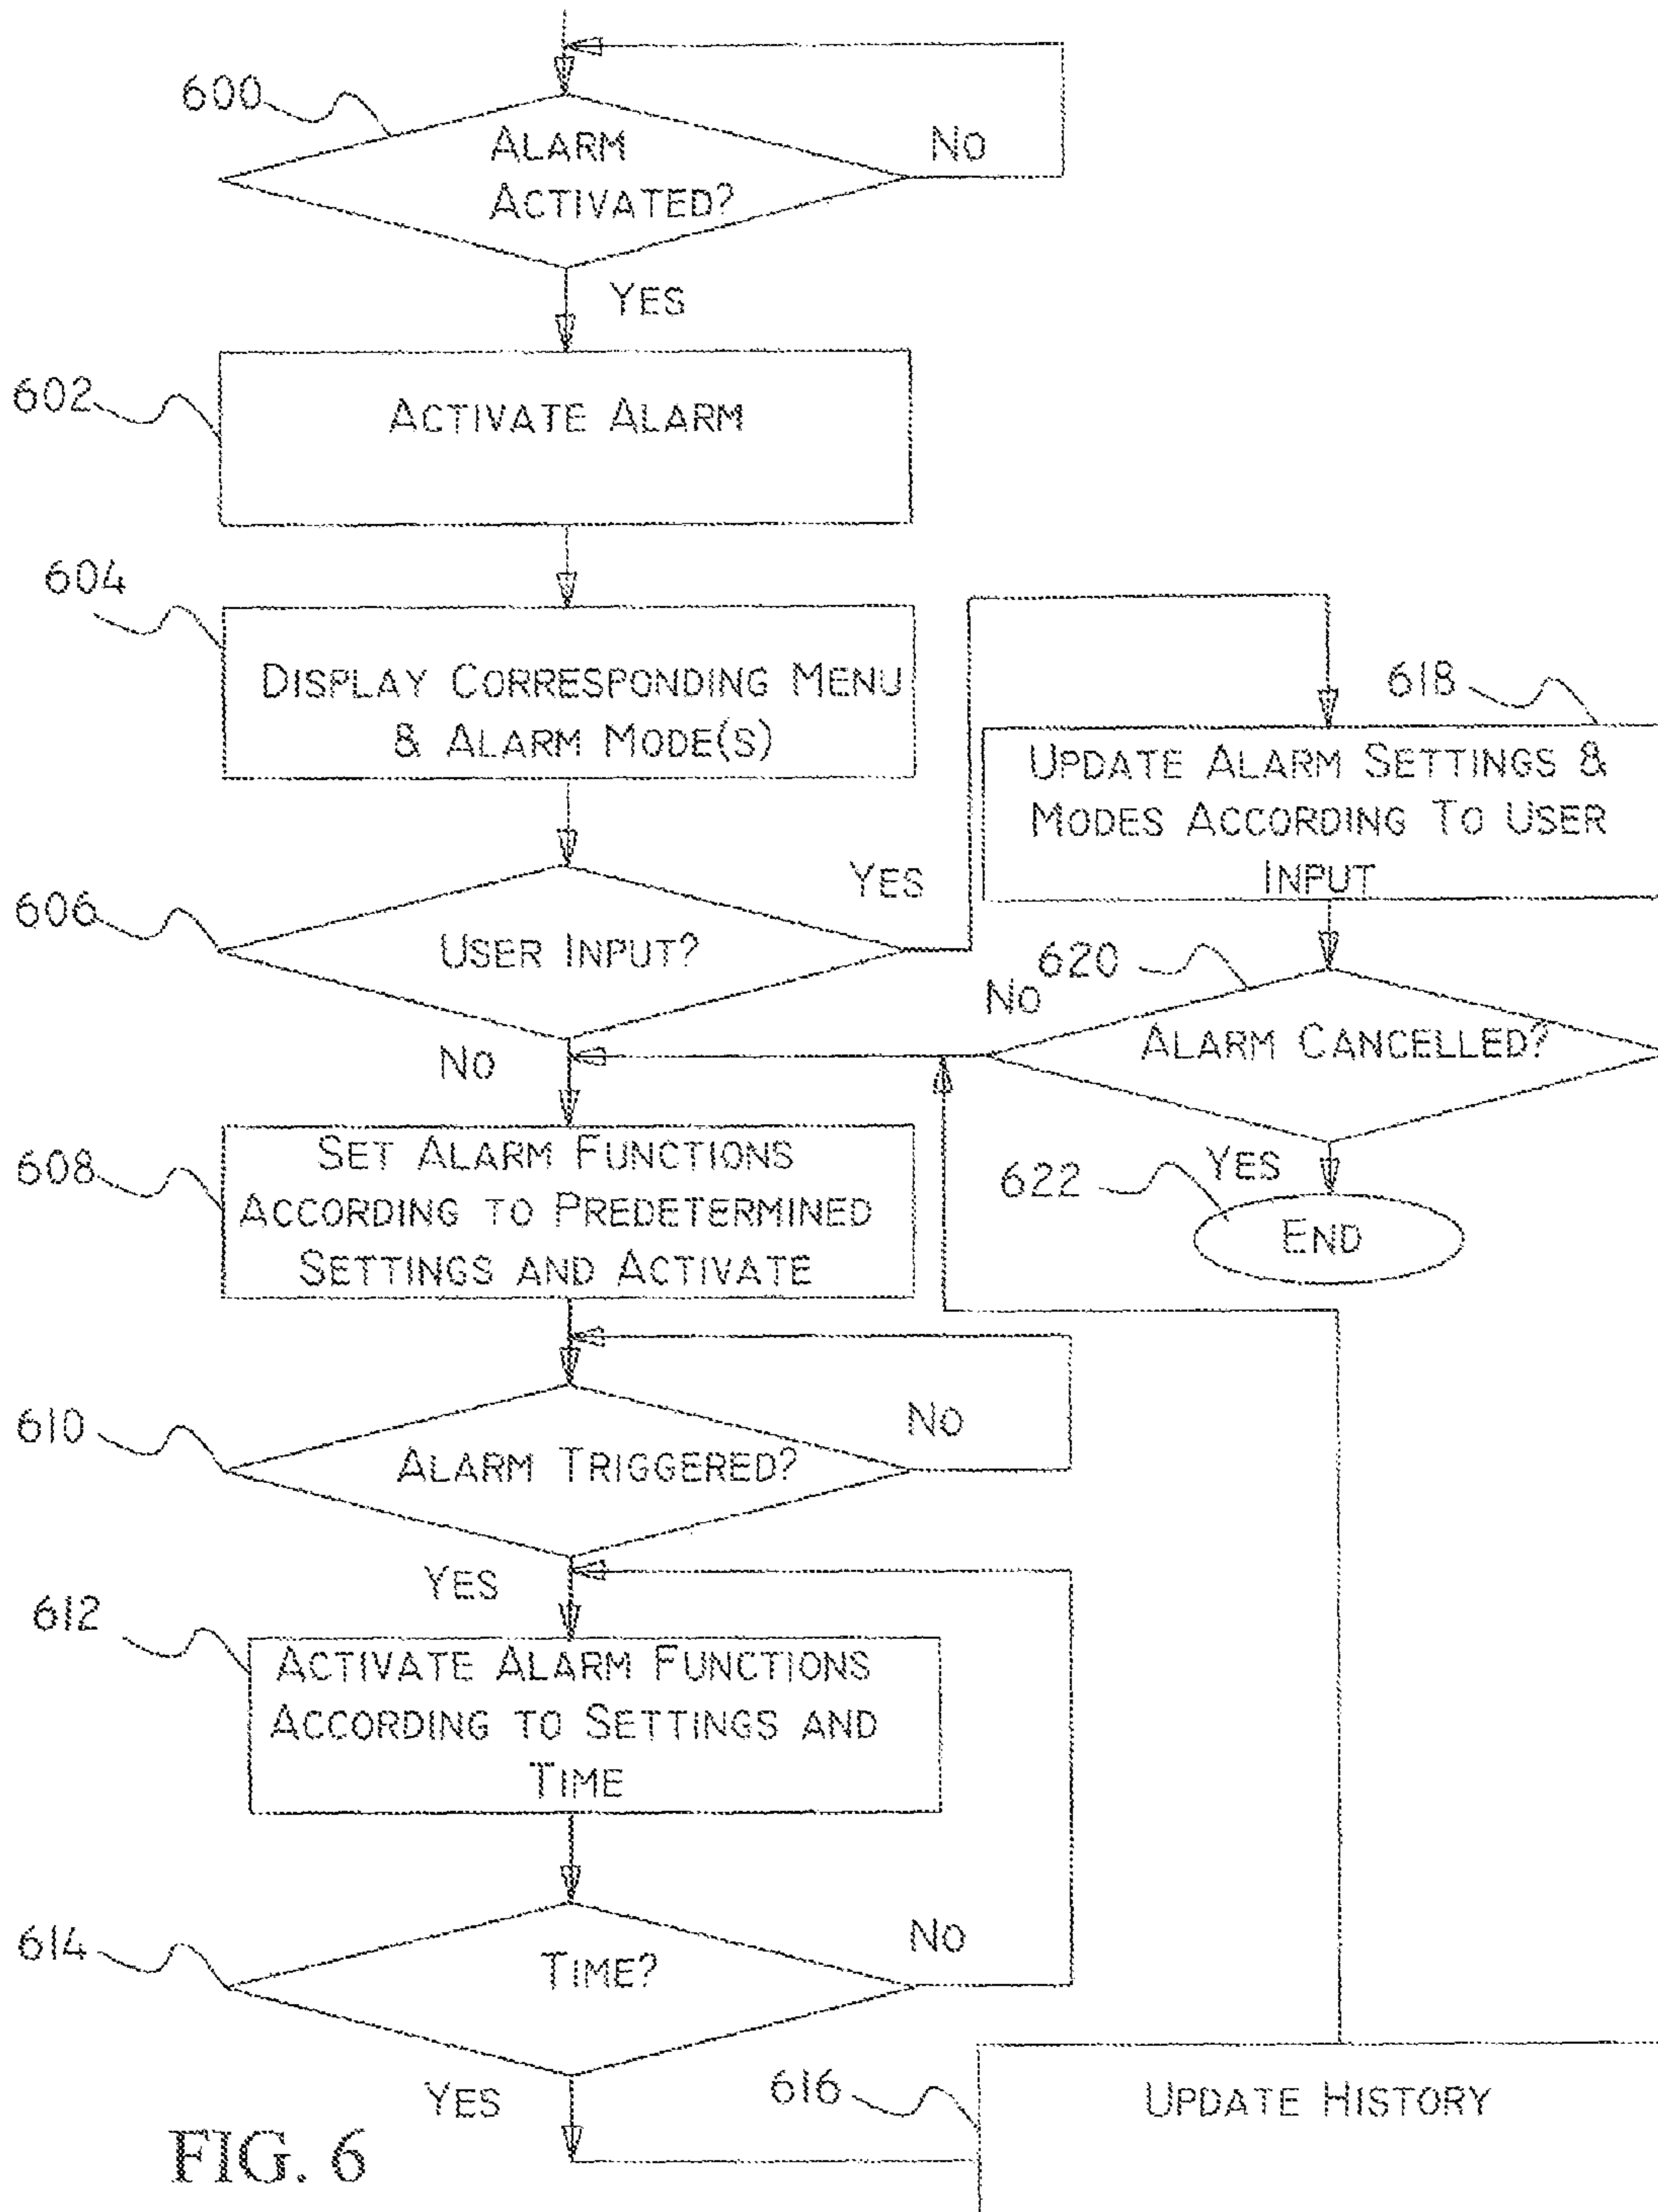 600
ALARM
ACTIVATED?
NO
YES
602
ACTIVATE ALARM
604
DISPLAY CORRESPONDING MENU
& ALARM MODE(S)
606
USER INPUT?
YES
NO
618
UPDATE ALARM SETTINGS &
MODES ACCORDING TO USER
INPUT
620
NO
ALARM CANCELLED?
YES
622
END
608
SET ALARM FUNCTIONS
ACCORDING TO PREDETERMINED
SETTINGS AND ACTIVATE
610
ALARM TRIGGERED?
NO
YES
612
ACTIVATE ALARM FUNCTIONS
ACCORDING TO SETTINGS AND
TIME
614
TIME?
NO
YES
616
UPDATE HISTORY
FIG. 6